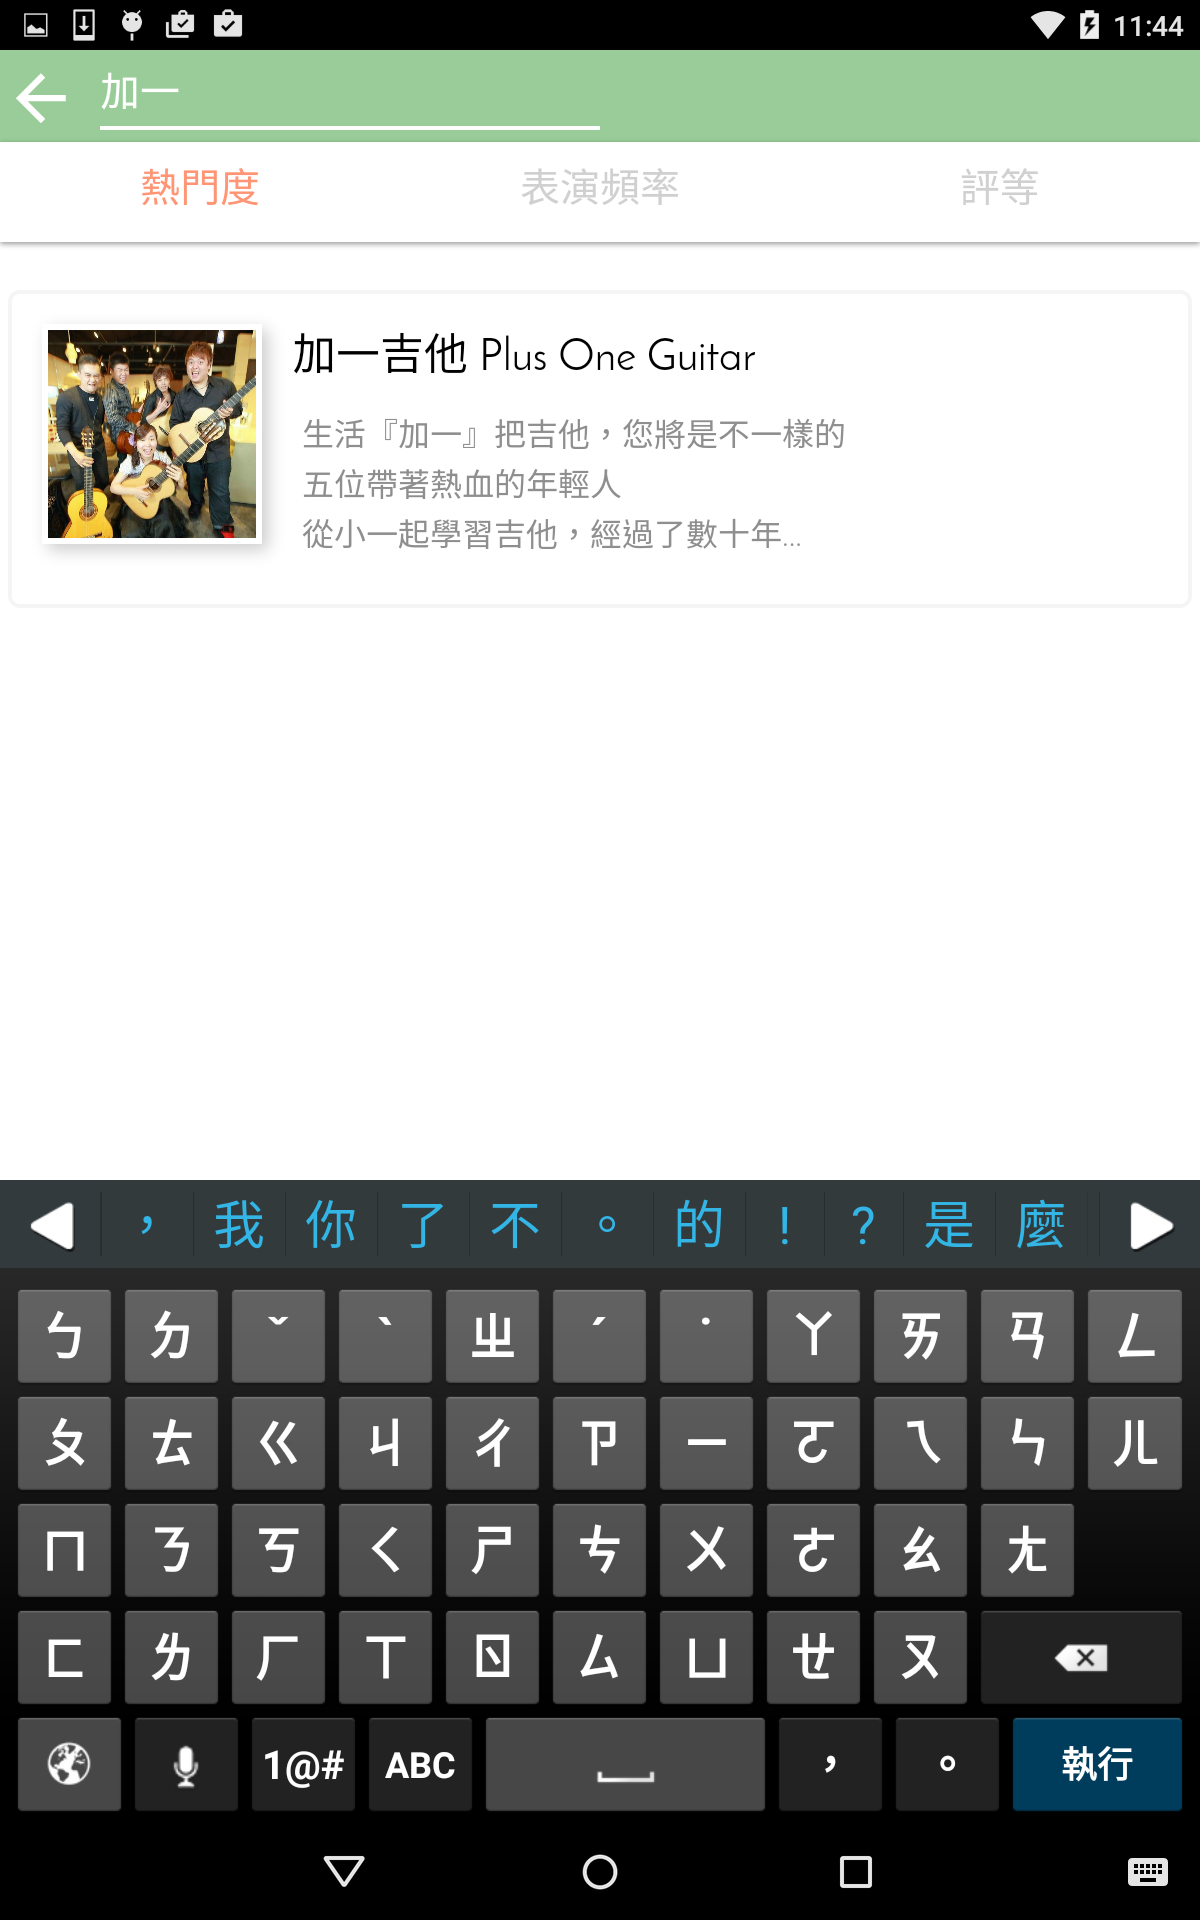 11:44
加一
熱門度 表演頻率 評等
加一吉他 Plus One Guitar
生活『加一』把吉他，您將是不一樣的
五位帶著熱血的年輕人
從小一起學習吉他，經過了數十年...
， 我 你 了 不 。 的 ! ? 是 麼
ㄅ ㄉ ˇ ˋ ㄓ ˊ ˙ ㄚ ㄞ ㄢ ㄥ
ㄆ ㄊ ㄍ ㄐ ㄔ ㄗ ㄧ ㄛ ㄟ ㄣ ㄦ
ㄇ ㄋ ㄎ ㄑ ㄕ ㄘ ㄨ ㄜ ㄠ ㄤ
ㄈ ㄌ ㄏ ㄒ ㄖ ㄙ ㄩ ㄝ ㄡ
1@# ABC ， 。 執行